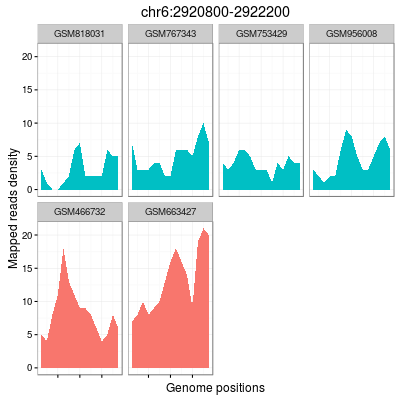 chr6:2920800-2922200
GSM818031 GSM767343 GSM753429 GSM956008
20
15
10
5
0
GSM466732 GSM663427
20
15
10
5
0
Mapped reads density
Genome positions